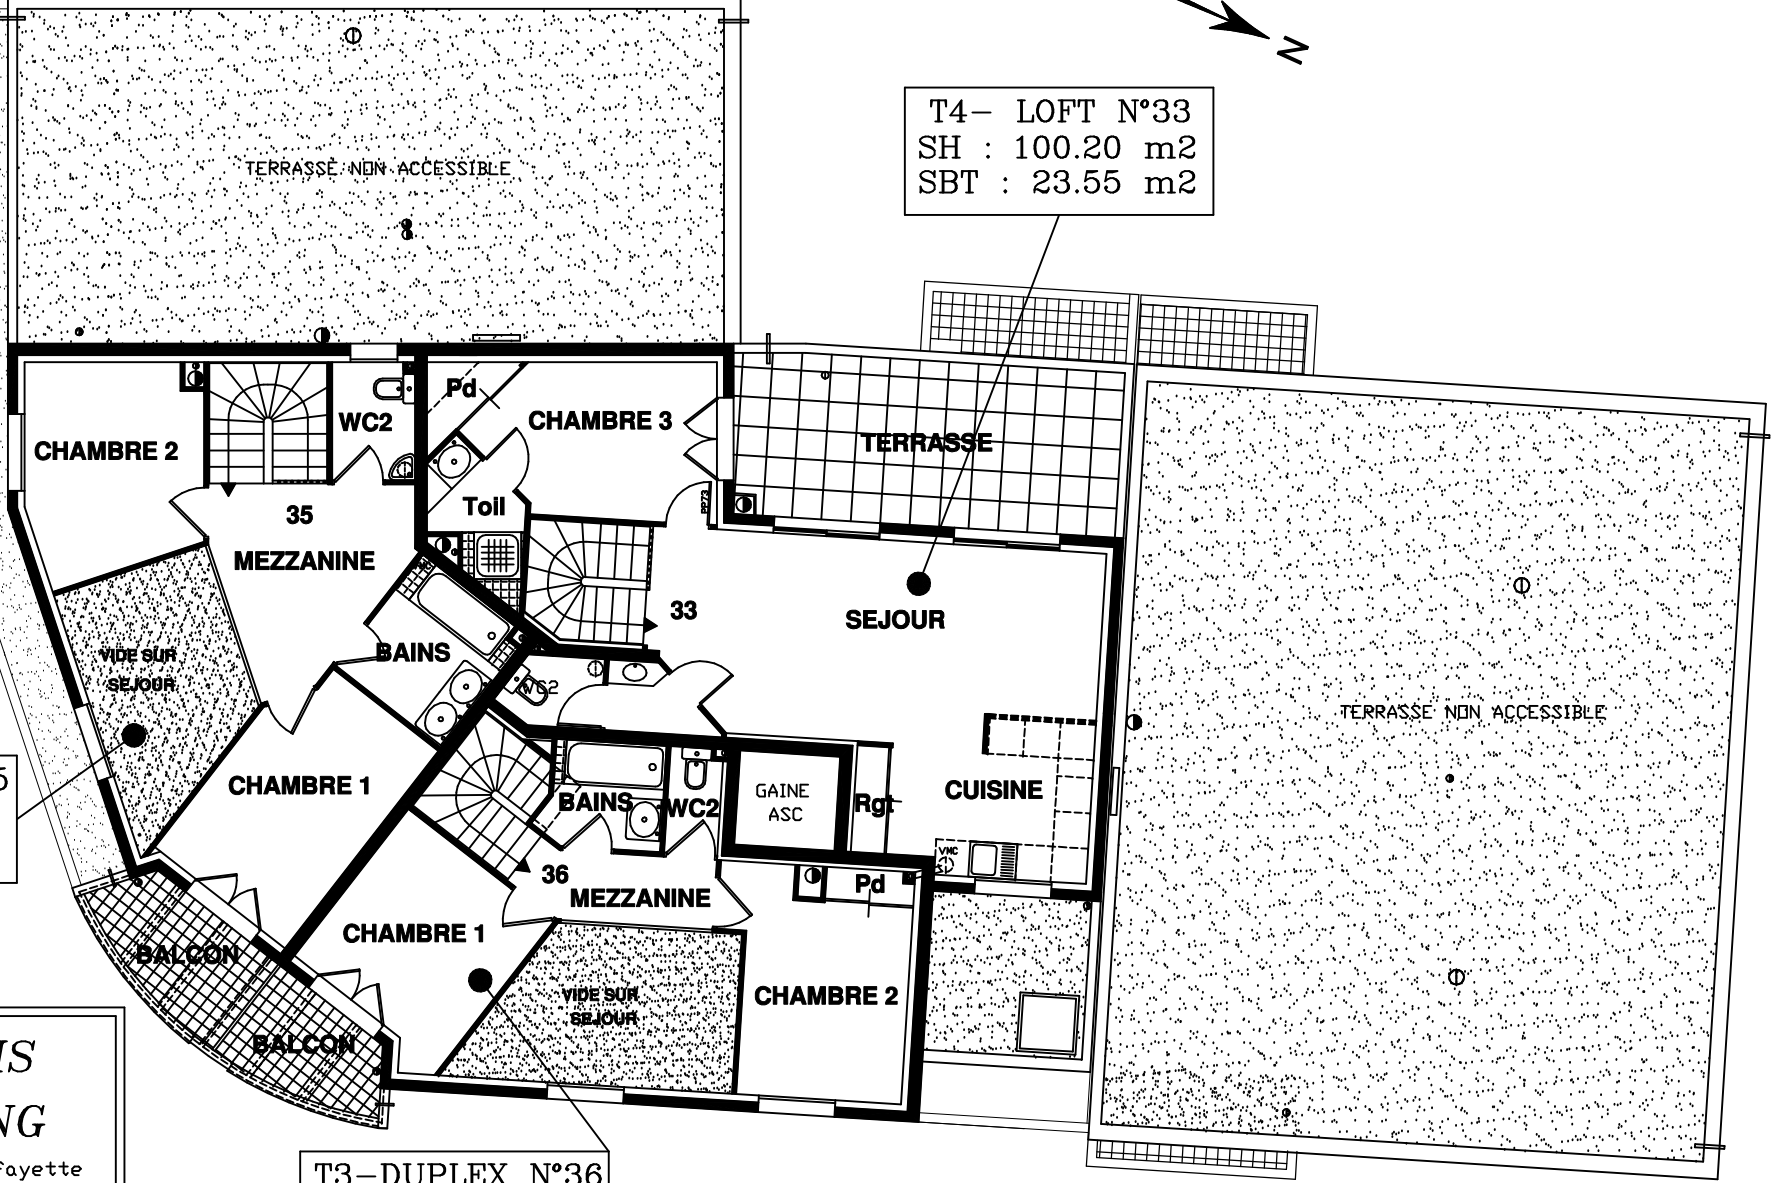 N
T4- LOFT N°33
SH : 100.20 m2
SBT : 23.55 m2
TERRASSE NON ACCESSIBLE
Pd
CHAMBRE 3
WC2
CHAMBRE 2
TERRASSE
PP73
Toil
35
MEZZANINE
33
SEJOUR
BAINS
VIDE SUR
SEJOUR
WC2
TERRASSE NON ACCESSIBLE
5
CHAMBRE 1
BAINS
WC2
GAINE
ASC
Rgt
CUISINE
VMC
36
MEZZANINE
Pd
CHAMBRE 1
BALCON
CHAMBRE 2
VIDE SUR
SEJOUR
BALCON
IS
NG
fayette
T3-DUPLEX N°36